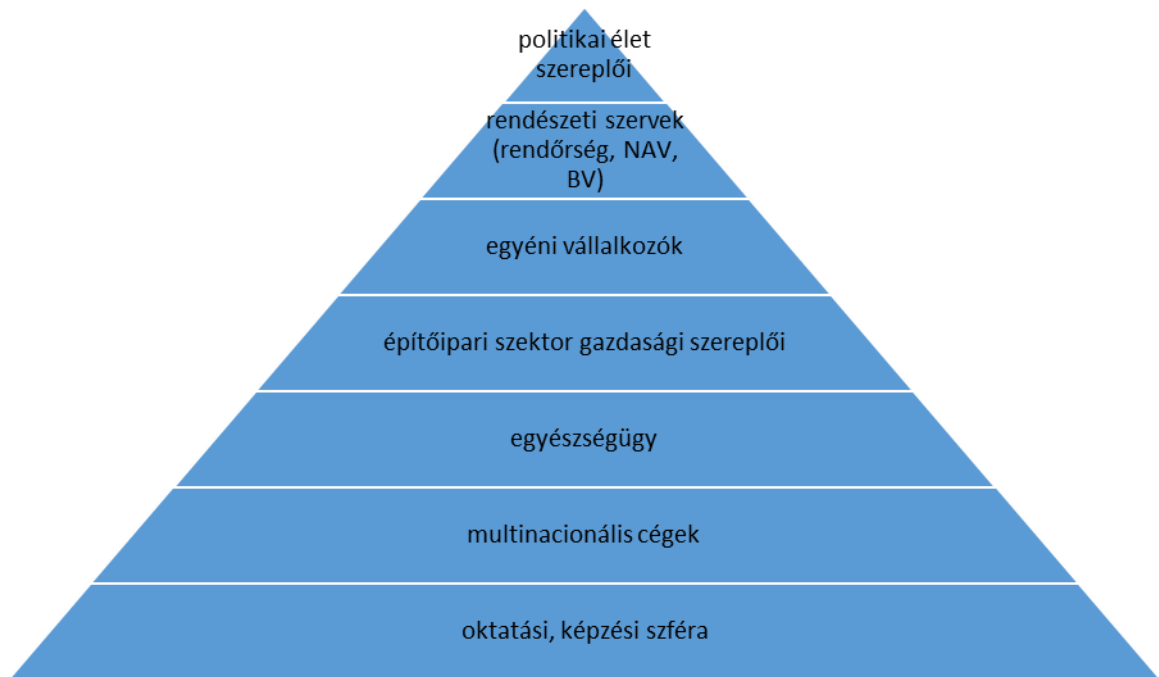 politikai élet
szereplői
rendészeti szervek
(rendőrség, NAV,
BV)
egyéni vállalkozók
építőipari szektor gazdasági szereplői
egyészségügy
multinacionális cégek
oktatási, képzési szféra